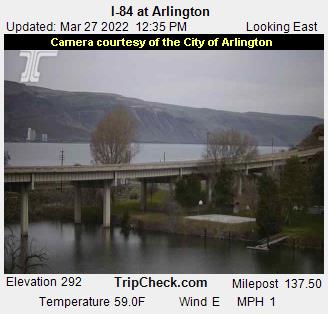 I-84 at Arlington
Updated: Mar 27 2022 12:35 PM Looking East
Camera courtesy of the City of Arlington
Elevation 292 TripCheck.com Milepost 137.50
Temperature 59.0F Wind E MPH 1